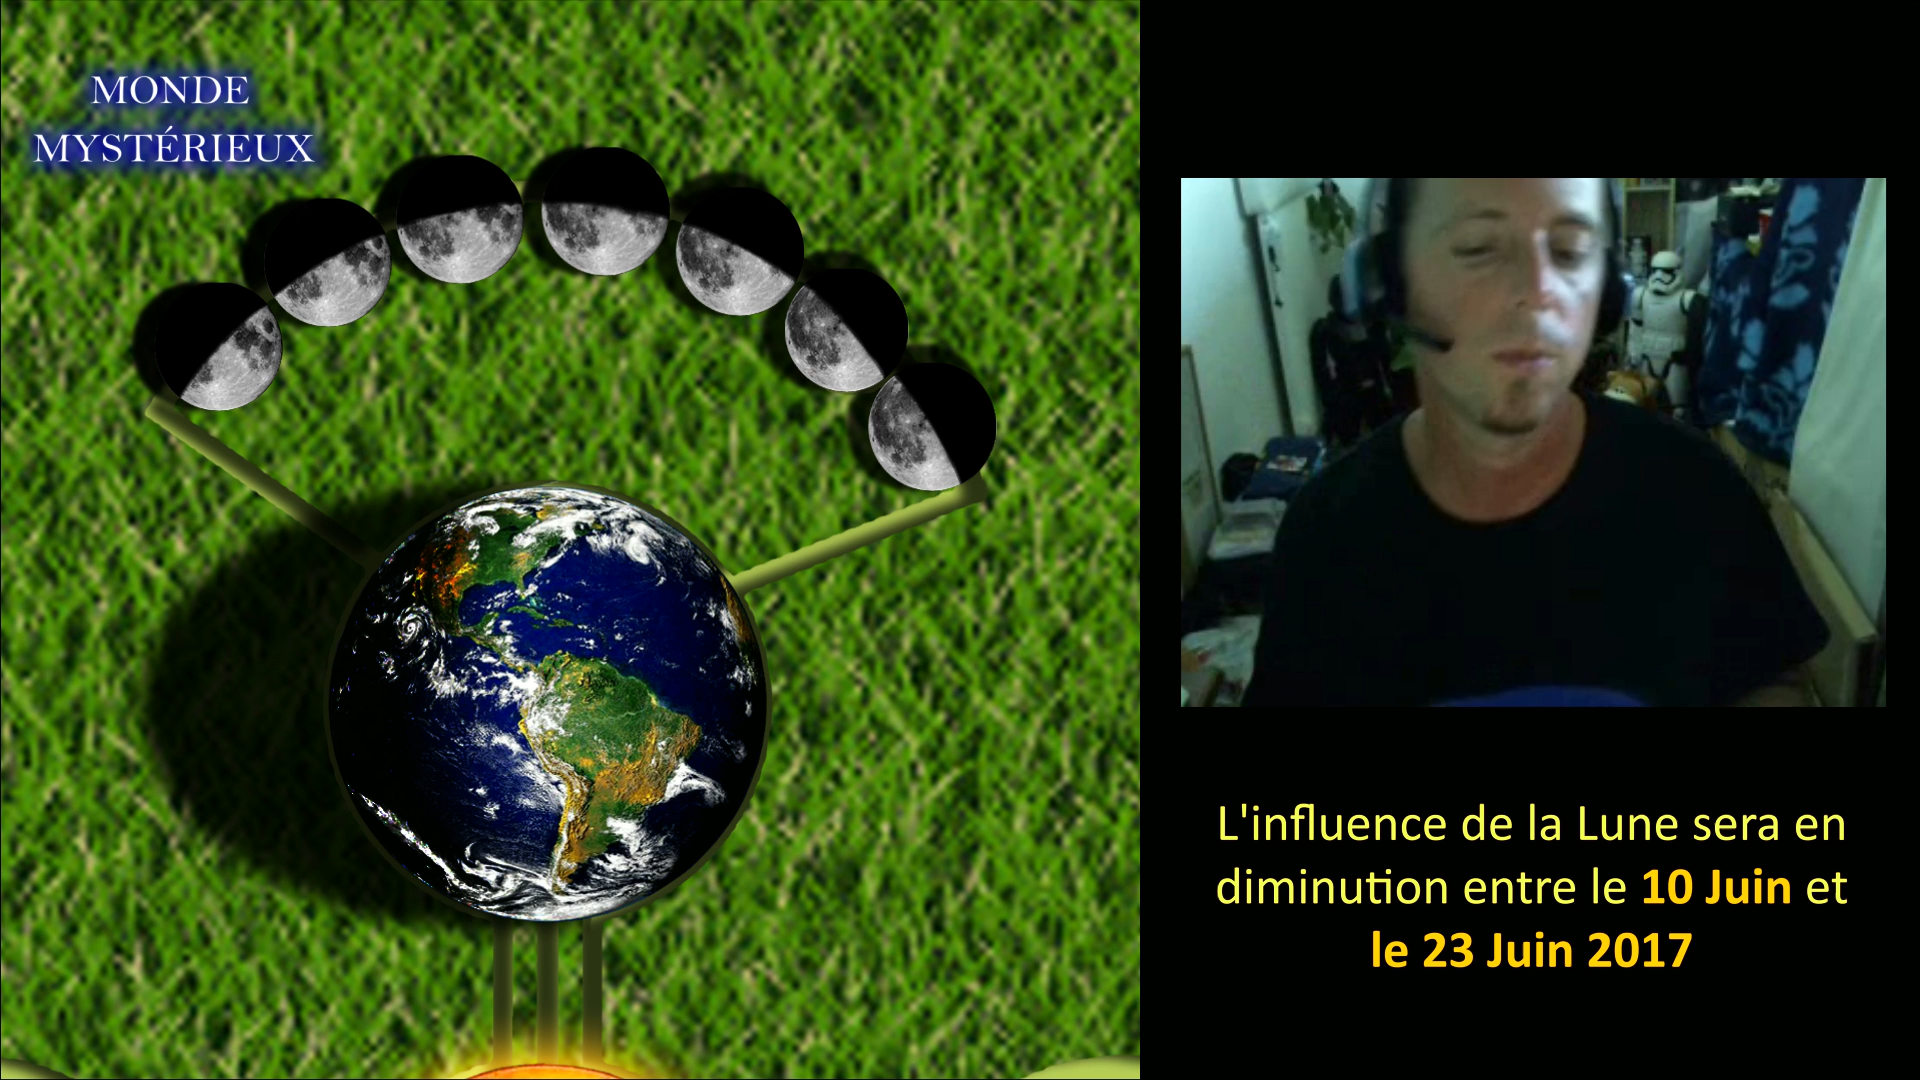 MONDE
MYSTÉRIEUX
L'influence de la Lune sera en
diminution entre le 10 Juin et
le 23 Juin 2017